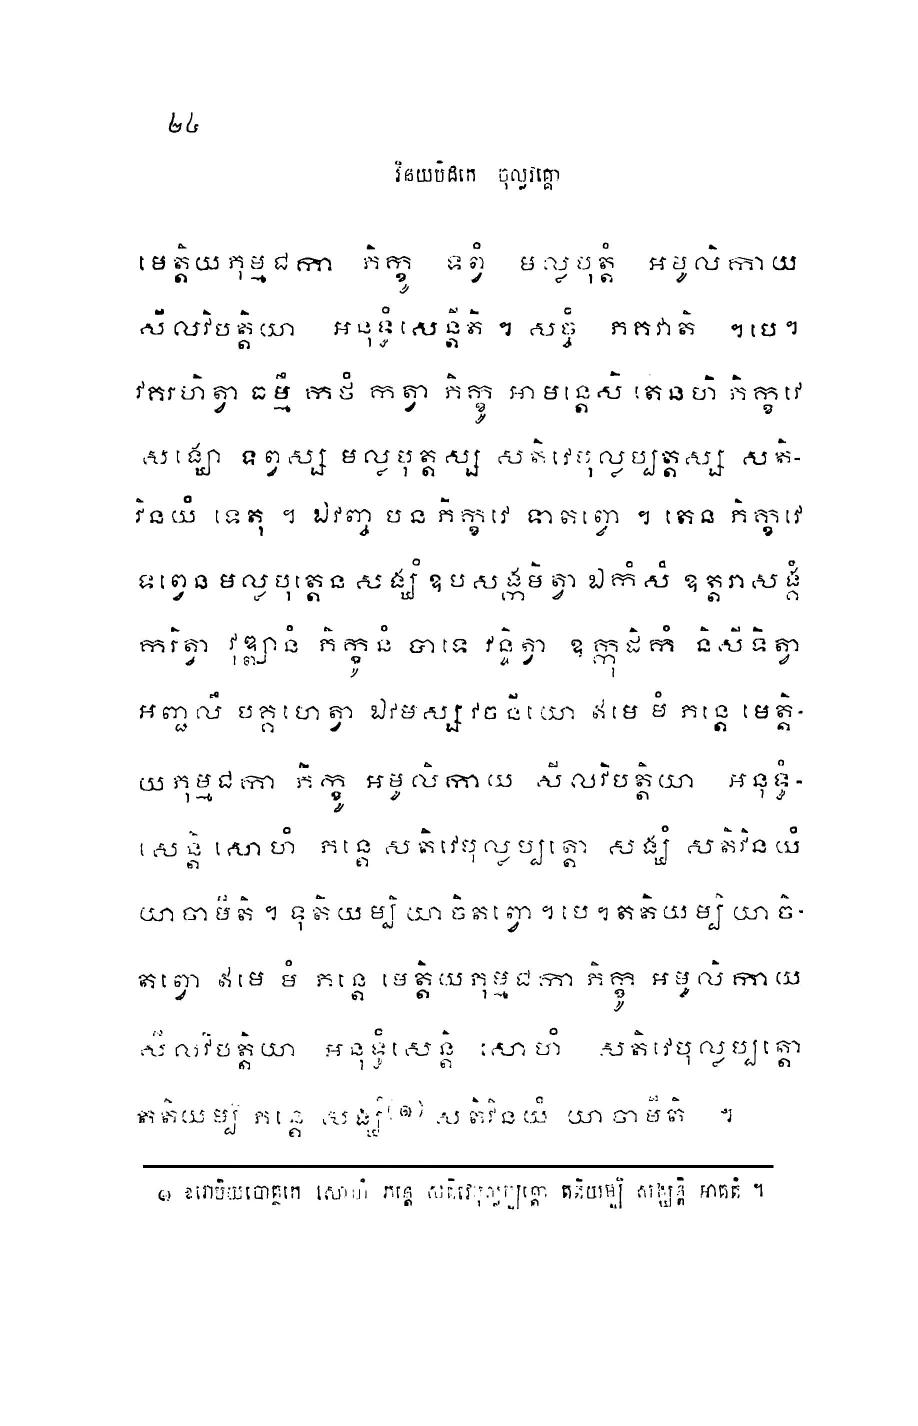 ២៤
វិនយបិដកេ ចុល្លវគ្គោ
មេត្តិយភុម្មជកា ភិក្ខូ ទព្វំ មល្លបុត្តំ អមូលិកាយ
សីលវិបត្តិយា អនុទ្ធំសេន្តីតិ ។ សច្ចំ ភគវាតិ ។បេ។
វិគរហិត្វា ធម្មឹ កថំ កត្វា ភិក្ខូ អាមន្តេសិ តេនហិ ភិក្ខវេ
សង្ឃោ ទព្វស្ស មល្លបុត្តស្ស សតិវេបុល្លប្បត្តស្ស សតិ-
វិនយំ ទេតុ ។ ឯវញ្ច បន ភិក្ខវេ ទាតព្វោ ។ តេន ភិក្ខវេ
ទព្វេន មល្លបុត្តេន សង្ឃំ ឧបសង្កមិត្វា ឯកំសំ ឧត្តរាសង្គំ
ករិត្វា វុឌ្ឍានំ ភិក្ខូនំ បាទេ វន្ទិត្វា ឧក្កុដិកំ និសីទិត្វា
អញ្ជលឹ បគ្គហេត្វា ឯវមស្ស វចនីយោ ឥមេ មំ ភន្តេ មេត្តិ-
យភុម្មជកា ភិក្ខូ អមូលិកាយ សីលវិបត្តិយា អនុទ្ធំ-
សេន្តិ សោហំ ភន្តេ សតិវេបុល្លប្បត្តោ សង្ឃំ សតិវិនយំ
យាចាមីតិ ។ ទុតិយម្បិ យាចិតព្វោ ។បេ។ តតិយម្បិ យាចិ-
តព្វោ ឥមេ មំ ភន្តេ មេត្តិយភុម្មជកា ភិក្ខូ អមូលិកាយ
សីលវិបត្តិយា អនុទ្ធំសេន្តិ សោហំ សតិវេបុល្លប្បត្តោ
តតិយម្បិ ភន្តេ សង្ឃំ(១) សតិវិនយំ យាចាមីតិ ។
១ ឧរោបិយបោត្ថកេ សោហំ ភន្តេ សតិវេបុល្លប្បត្តោ តតិយម្បិ សង្ឃន្តិ អាគតំ ។